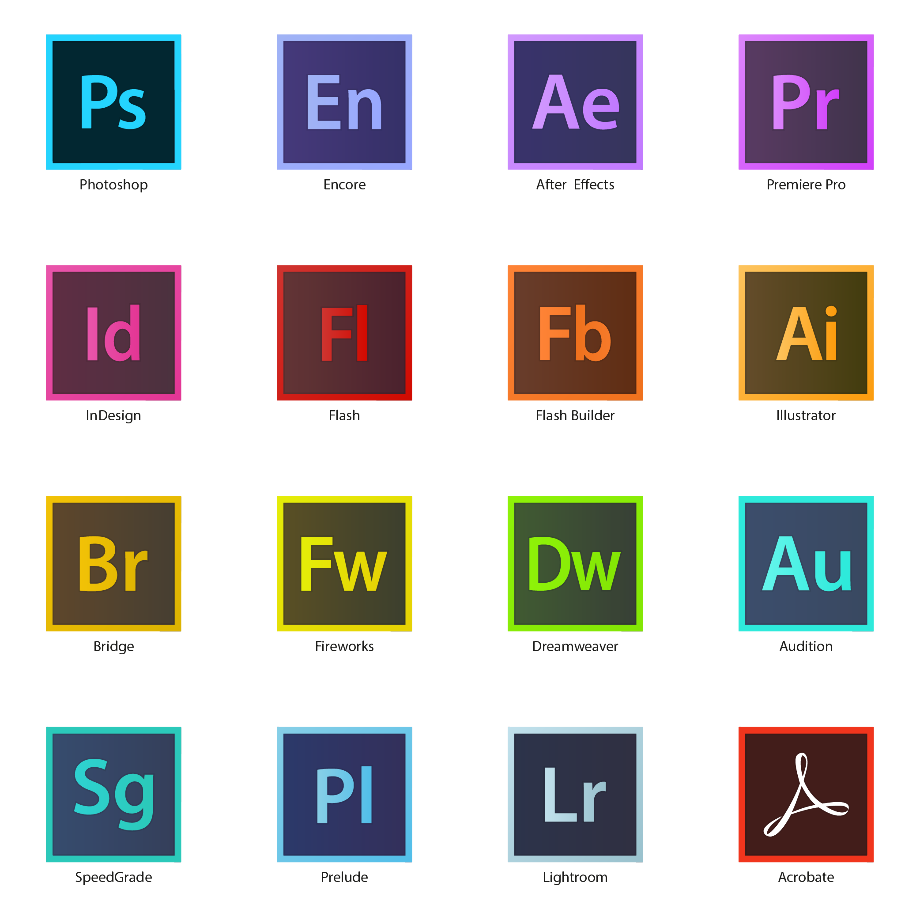 Ps En Ae Pr
Photoshop Encore After Effects Premiere Pro
Id Fl Fb Ai
InDesign Flash Flash Builder Illustrator
Br Fw Dw Au
Bridge Fireworks Dreamweaver Audition
Sg Pl Lr
SpeedGrade Prelude Lightroom Acrobate